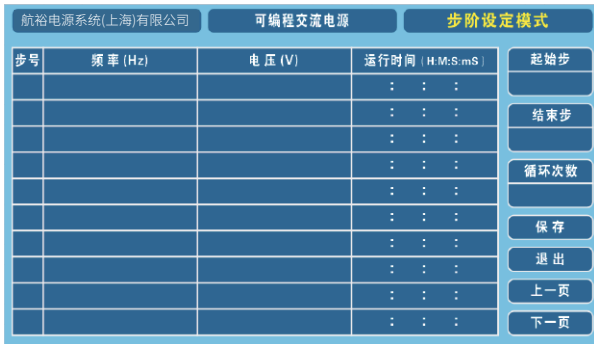 航裕电源系统(上海)有限公司 可编程交流电源 步阶设定模式
步号 频率(Hz) 电压(V) 运行时间(H:M:S:mS) 起始步
: : :
: : : 结束步
: : :
: : : 循环次数
: : :
: : : 保存
: : : 退出
: : :
: : : 上一页
: : : 下一页